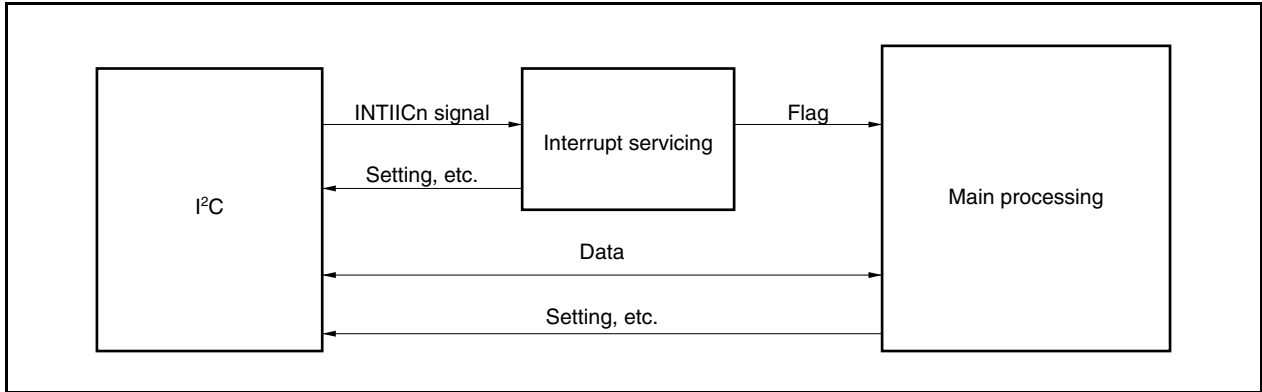 INTIICn signal
Flag
Interrupt servicing
Setting, etc.
I²C
Main processing
Data
Setting, etc.